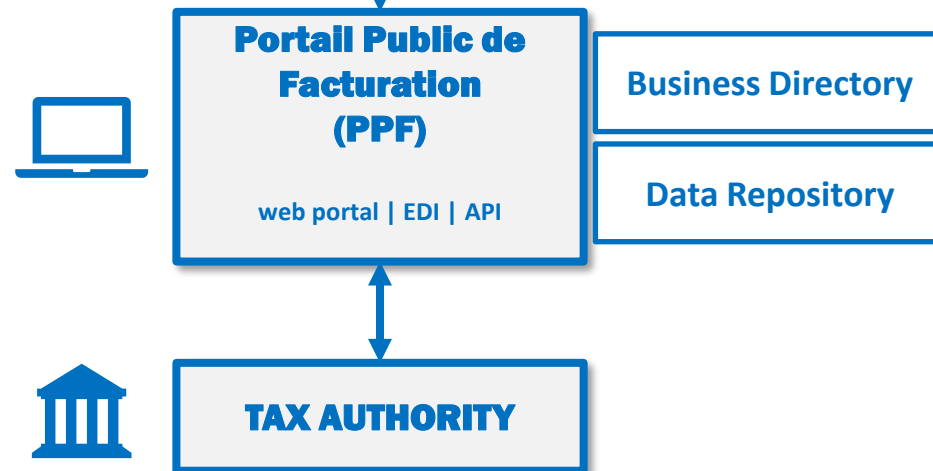 Portail Public de
Facturation
(PPF)
web portal | EDI | API
Business Directory
Data Repository
TAX AUTHORITY